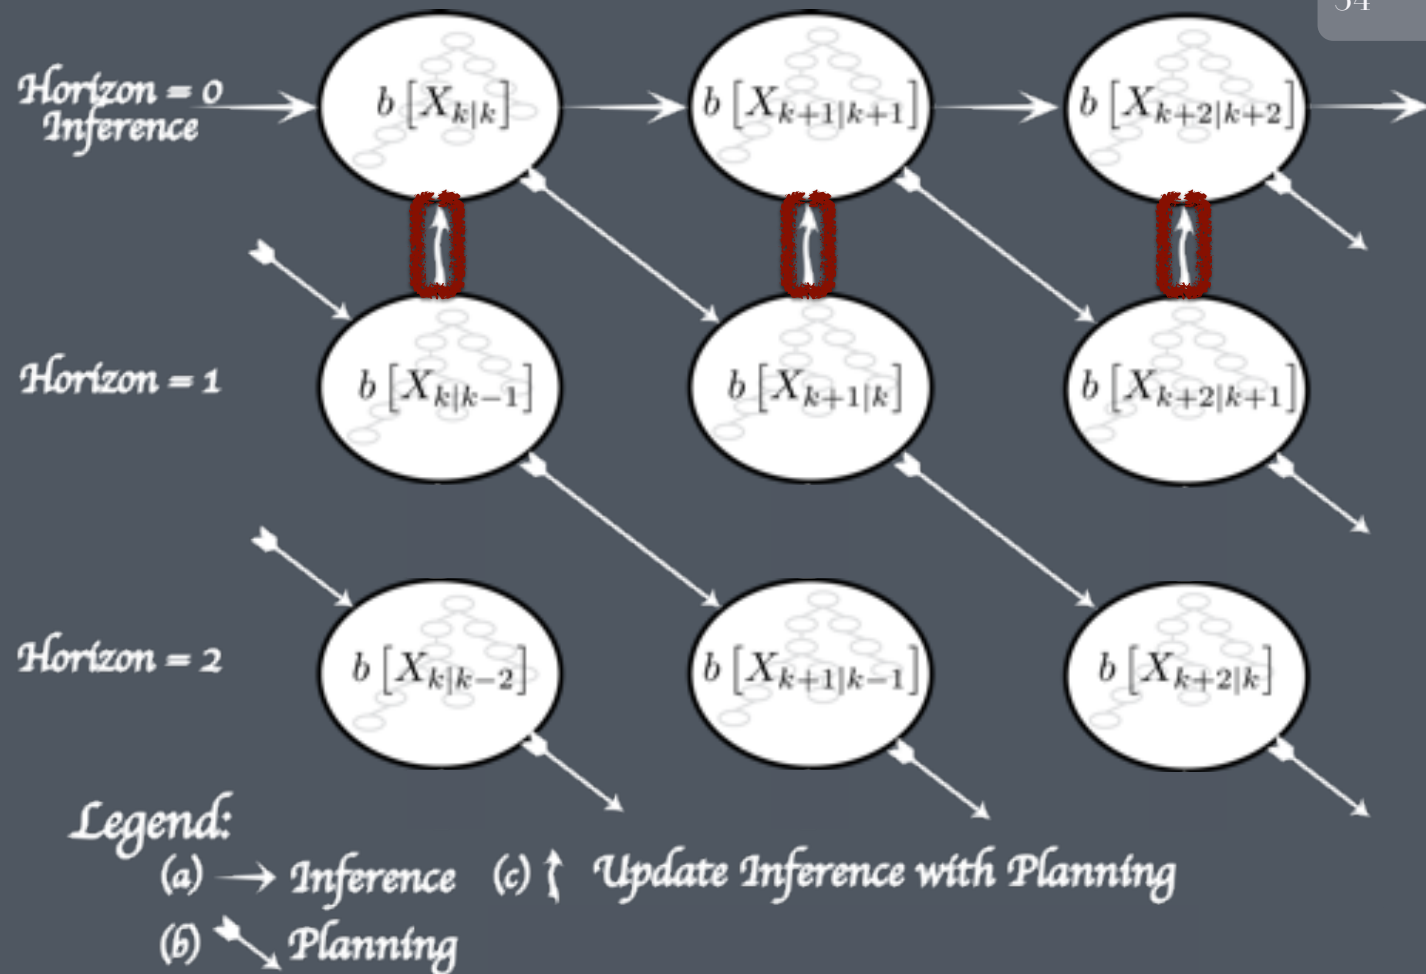 54
Horizon = 0
Inference
b [X_{k|k}]
b [X_{k+1|k+1}]
b [X_{k+2|k+2}]
Horizon = 1
b [X_{k|k-1}]
b [X_{k+1|k}]
b [X_{k+2|k+1}]
Horizon = 2
b [X_{k|k-2}]
b [X_{k+1|k-1}]
b [X_{k+2|k}]
Legend:
(a) → Inference (c) ↑ Update Inference with Planning
(b) ↘ Planning